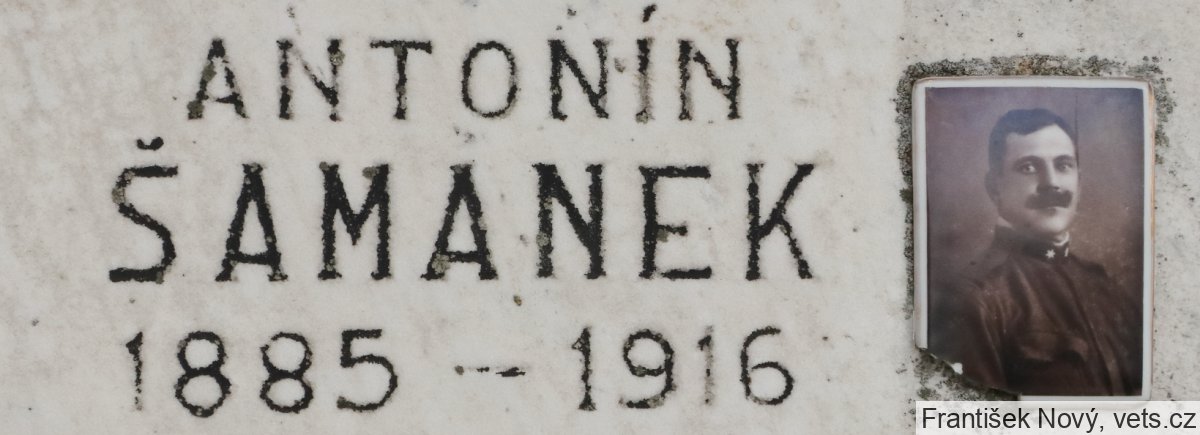 ANTONÍN
ŠAMANEK
1885 - 1916
František Nový, vets.cz